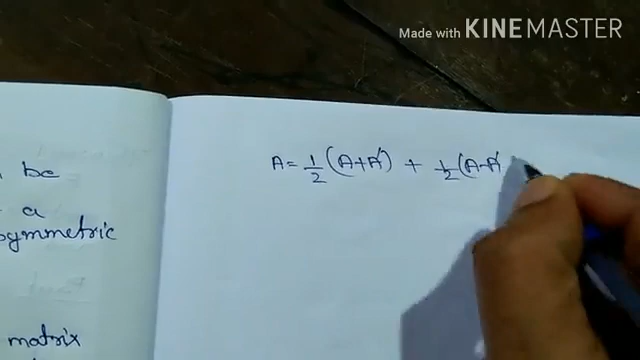 Made with KINEMASTER
be
a
symmetric
matrix
A = 1/2 (A+A') + 1/2 (A-A'